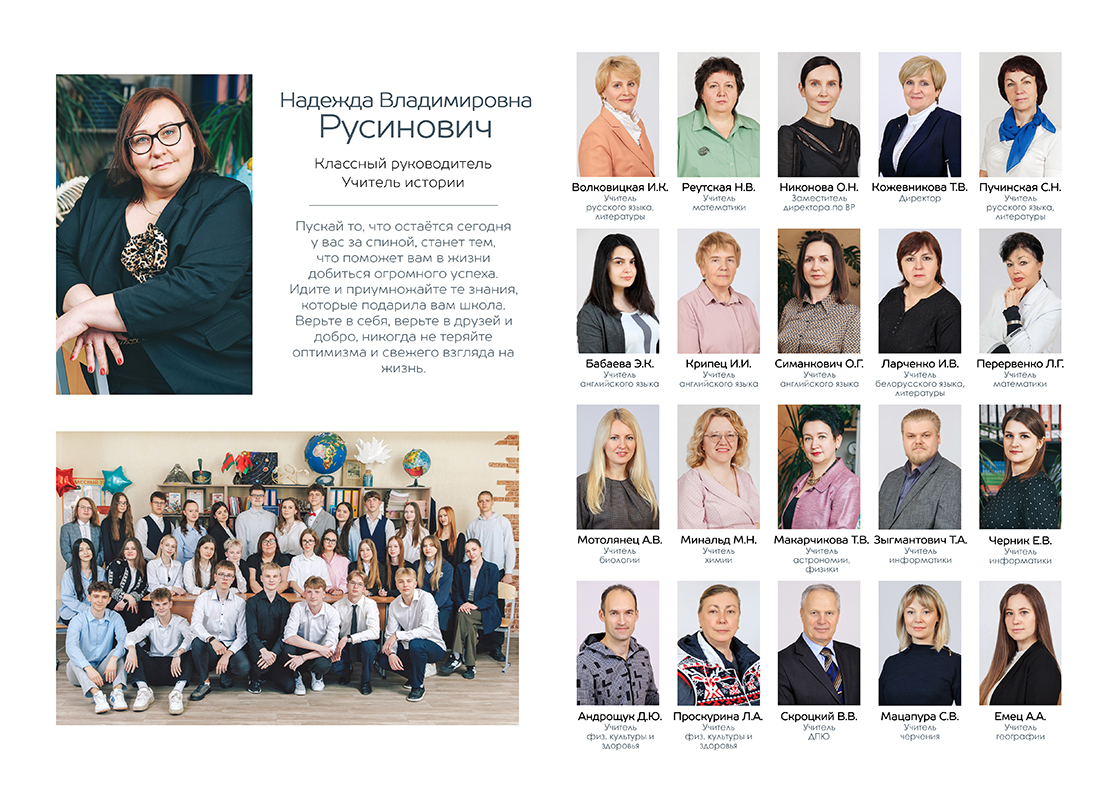 Надежда Владимировна
Русинович
Классный руководитель
Учитель истории
Пускай то, что остаётся сегодня
у вас за спиной, станет тем,
что поможет вам в жизни
добиться огромного успеха.
Идите и приумножайте те знания,
которые подарила вам школа.
Верьте в себя, верьте в друзей и
добро, никогда не теряйте
оптимизма и свежего взгляда на
жизнь.
Волковицкая И.К.
Учитель
русского языка,
литературы
Реутская Н.В.
Учитель
математики
Никонова О.Н.
Заместитель
директора по ВР
Кожевникова Т.В.
Директор
Пучинская С.Н.
Учитель
русского языка,
литературы
Бабаева Э.К.
Учитель
английского языка
Крипец И.И.
Учитель
английского языка
Симанкович О.Г.
Учитель
английского языка
Ларченко И.В.
Учитель
белорусского языка,
литературы
Перервенко Л.Г.
Учитель
математики
Мотолянец А.В.
Учитель
биологии
Минальд М.Н.
Учитель
химии
Макарчикова Т.В.
Учитель
астрономии,
физики
Зыгмантович Т.А.
Учитель
информатики
Черник Е.В.
Учитель
информатики
Андрощук Д.Ю.
Учитель
физ. культуры и
здоровья
Проскурина Л.А.
Учитель
физ. культуры и
здоровья
Скроцкий В.В.
Учитель
ДПЮ
Мацапура С.В.
Учитель
черчения
Емец А.А.
Учитель
географии